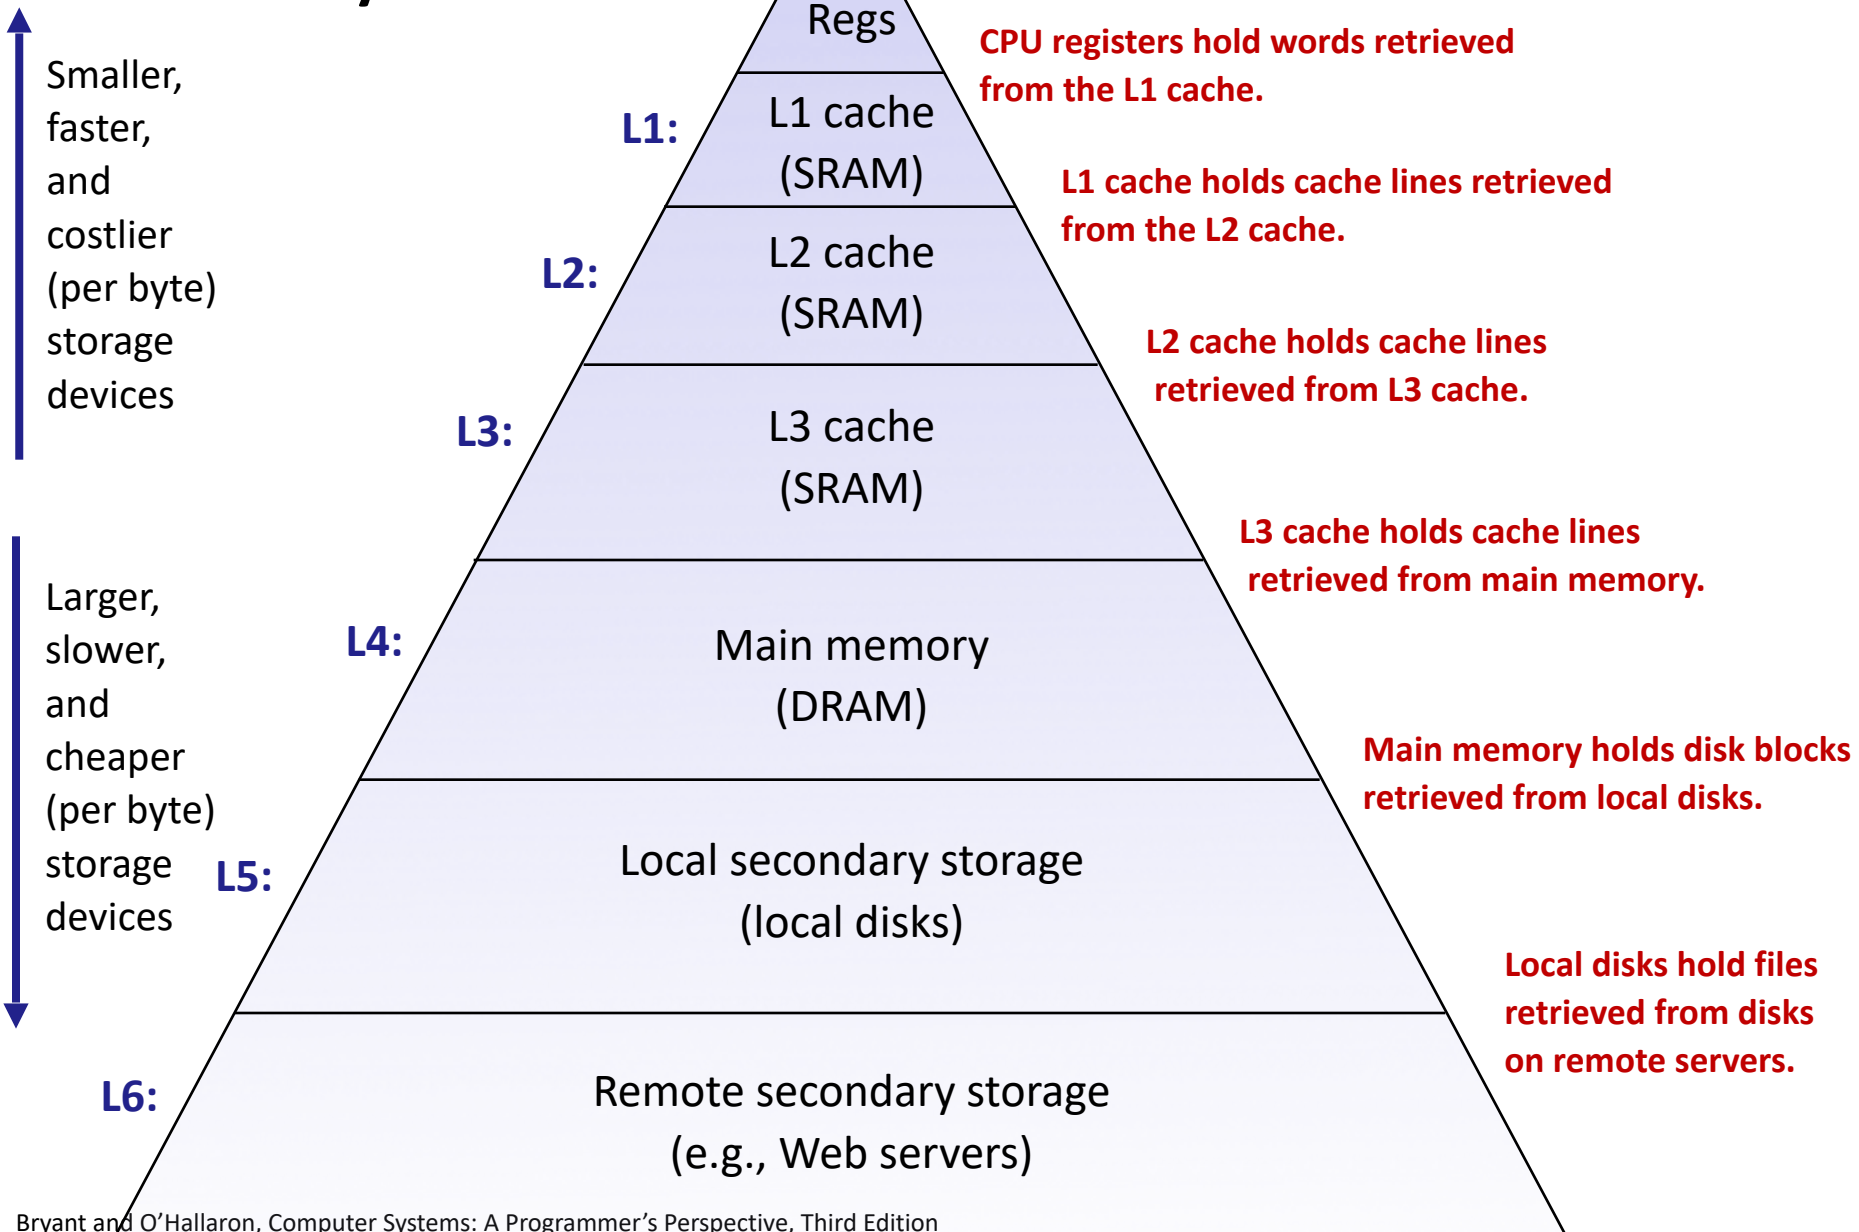 Regs
CPU registers hold words retrieved
from the L1 cache.
Smaller,
faster,
and
costlier
(per byte)
storage
devices
L1:
L1 cache
(SRAM)
L1 cache holds cache lines retrieved
from the L2 cache.
L2:
L2 cache
(SRAM)
L2 cache holds cache lines
retrieved from L3 cache.
L3:
L3 cache
(SRAM)
L3 cache holds cache lines
retrieved from main memory.
Larger,
slower,
and
cheaper
(per byte)
storage
devices
L4:
Main memory
(DRAM)
Main memory holds disk blocks
retrieved from local disks.
L5:
Local secondary storage
(local disks)
Local disks hold files
retrieved from disks
on remote servers.
L6:
Remote secondary storage
(e.g., Web servers)
Bryant and O’Hallaron, Computer Systems: A Programmer’s Perspective, Third Edition